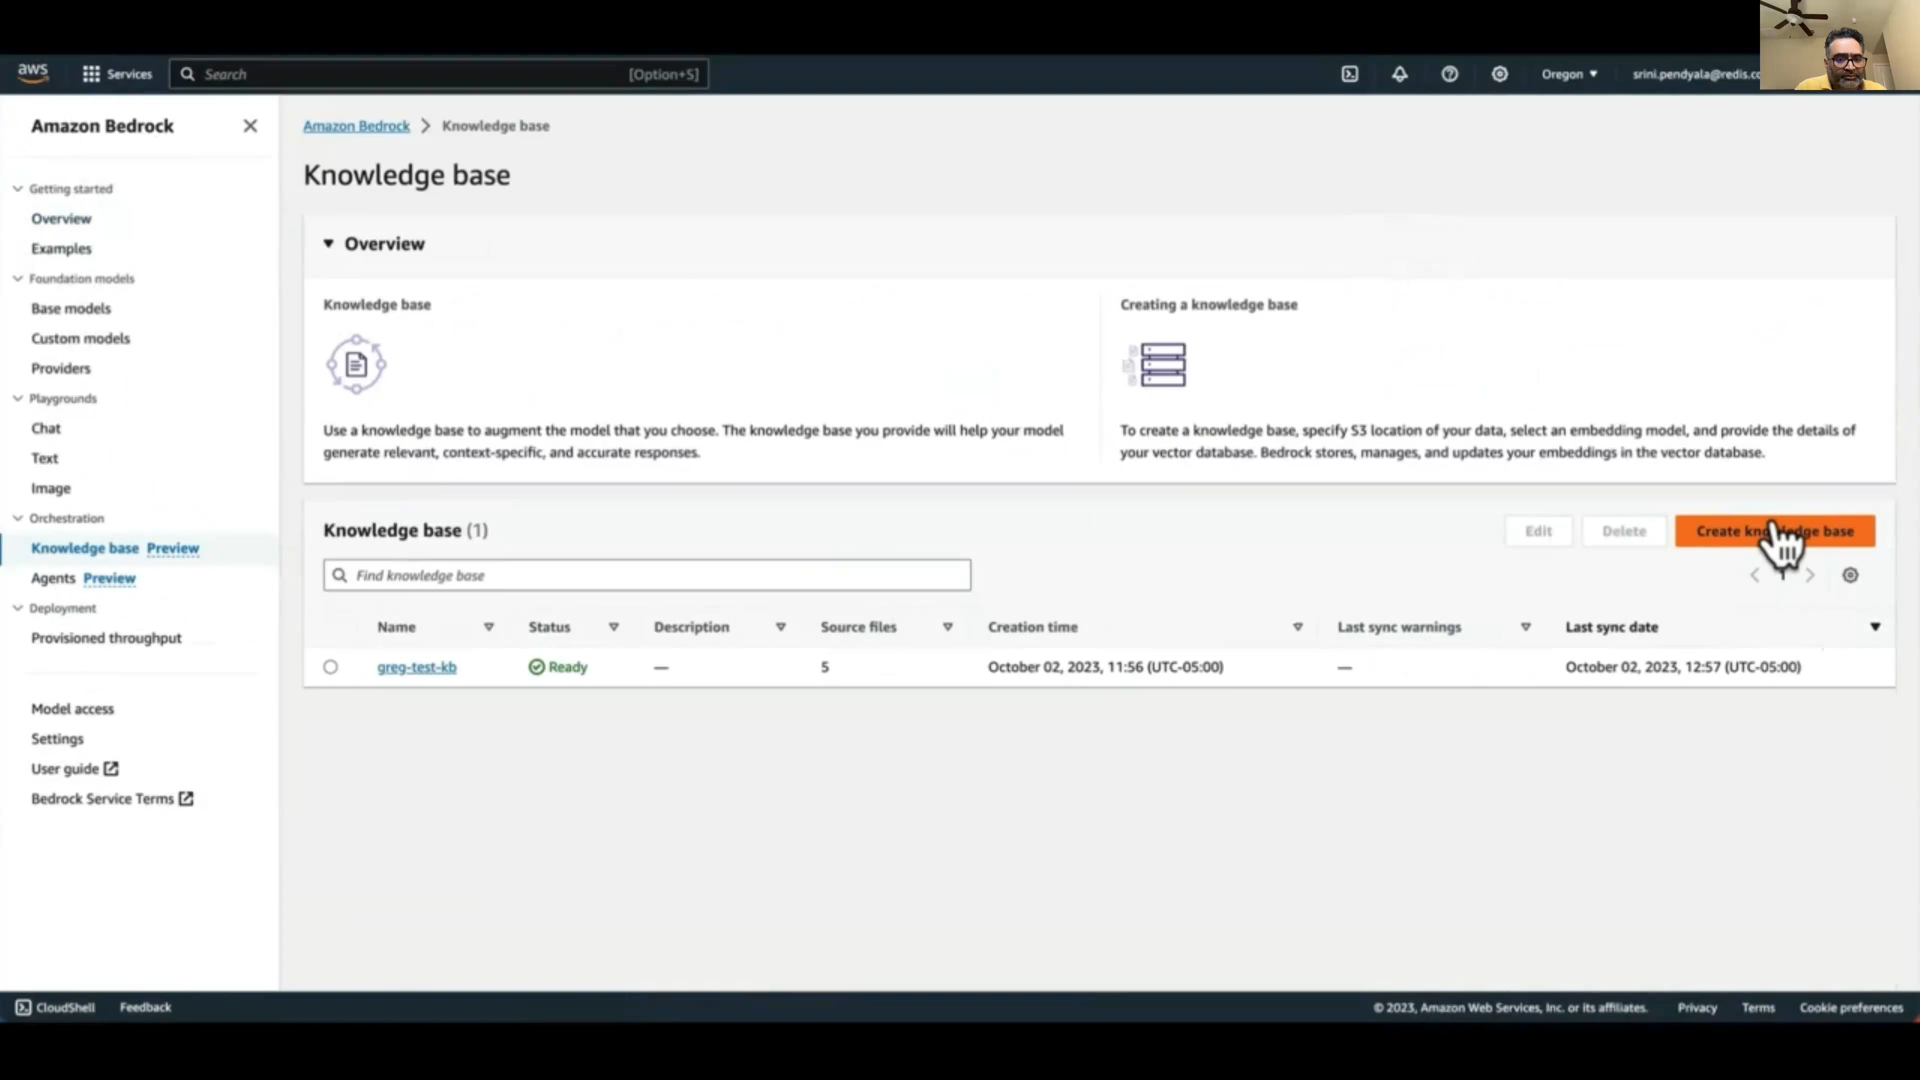 aws
Services
Search
[Option+S]
Oregon
srini.pendyala@redis.co
Amazon Bedrock
Getting started
Overview
Examples
Foundation models
Base models
Custom models
Providers
Playgrounds
Chat
Text
Image
Orchestration
Knowledge base Preview
Agents Preview
Deployment
Provisioned throughput
Model access
Settings
User guide
Bedrock Service Terms
Amazon Bedrock > Knowledge base
Knowledge base
Overview
Knowledge base
Use a knowledge base to augment the model that you choose. The knowledge base you provide will help your model
generate relevant, context-specific, and accurate responses.
Creating a knowledge base
To create a knowledge base, specify S3 location of your data, select an embedding model, and provide the details of
your vector database. Bedrock stores, manages, and updates your embeddings in the vector database.
Knowledge base (1)
Edit
Delete
Create knowledge base
Find knowledge base
Name Status Description Source files Creation time Last sync warnings Last sync date
greg-test-kb Ready — 5 October 02, 2023, 11:56 (UTC-05:00) — October 02, 2023, 12:57 (UTC-05:00)
CloudShell
Feedback
© 2023, Amazon Web Services, Inc. or its affiliates.
Privacy
Terms
Cookie preferences